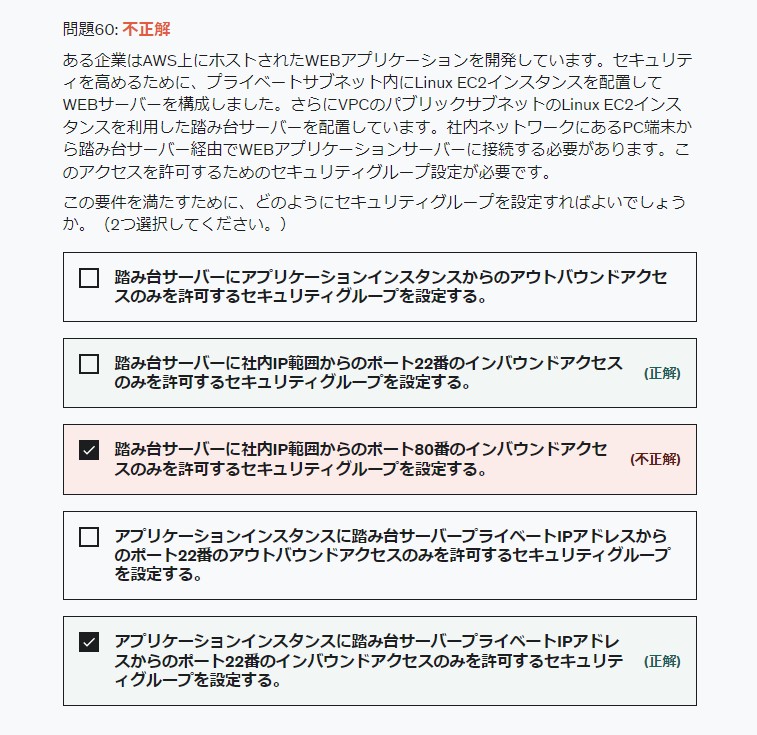 問題60: 不正解
ある企業はAWS上にホストされたWEBアプリケーションを開発しています。セキュリテ
ィを高めるために、プライベートサブネット内にLinux EC2インスタンスを配置して
WEBサーバーを構成しました。さらにVPCのパブリックサブネットのLinux EC2インス
タンスを利用した踏み台サーバーを配置しています。社内ネットワークにあるPC端末か
ら踏み台サーバー経由でWEBアプリケーションサーバーに接続する必要があります。こ
のアクセスを許可するためのセキュリティグループ設定が必要です。
この要件を満たすために、どのようにセキュリティグループを設定すればよいでしょう
か。（2つ選択してください。）
踏み台サーバーにアプリケーションインスタンスからのアウトバウンドアクセ
スのみを許可するセキュリティグループを設定する。
踏み台サーバーに社内IP範囲からのポート22番のインバウンドアクセス
のみを許可するセキュリティグループを設定する。
(正解)
踏み台サーバーに社内IP範囲からのポート80番のインバウンドアクセ
スのみを許可するセキュリティグループを設定する。
(不正解)
アプリケーションインスタンスに踏み台サーバープライベートIPアドレスから
のポート22番のアウトバウンドアクセスのみを許可するセキュリティグループ
を設定する。
アプリケーションインスタンスに踏み台サーバープライベートIPアドレ
スからのポート22番のインバウンドアクセスのみを許可するセキュリテ
ィグループを設定する。
(正解)